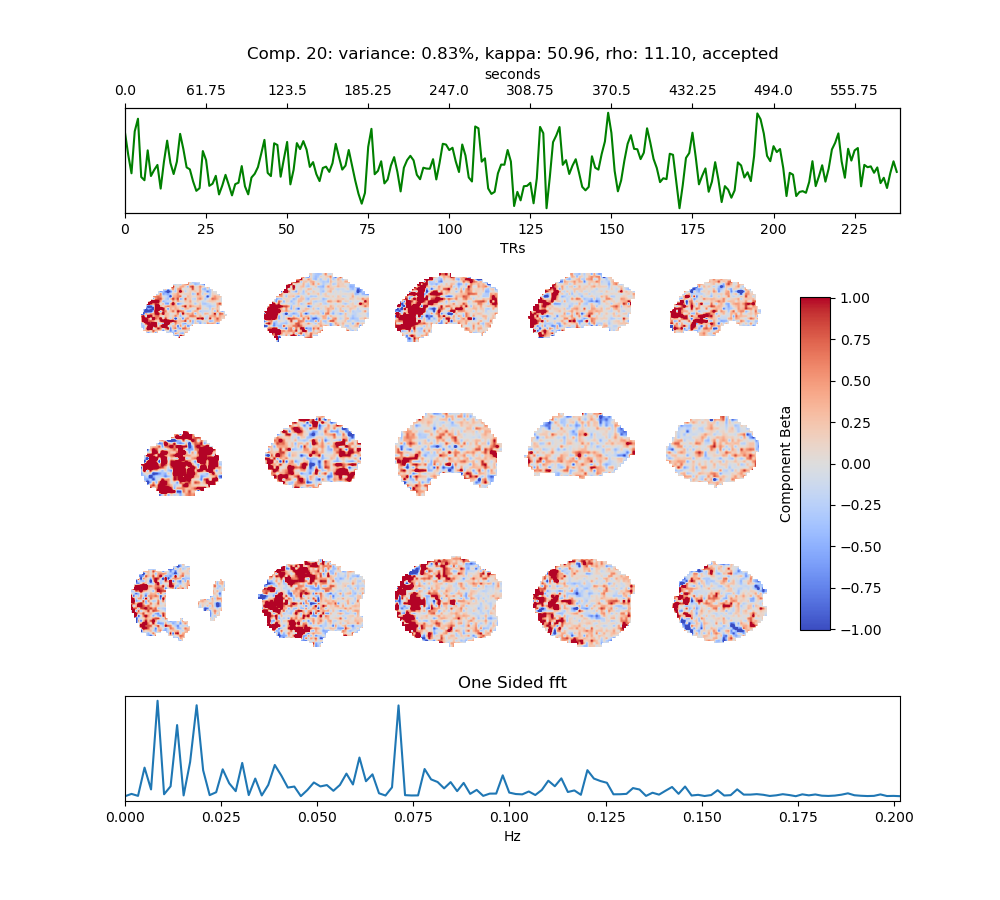 Comp. 20: variance: 0.83%, kappa: 50.96, rho: 11.10, accepted
seconds
0.0 61.75 123.5 185.25 247.0 308.75 370.5 432.25 494.0 555.75
0 25 50 75 100 125 150 175 200 225
TRs
1.00
0.75
0.50
0.25
0.00
−0.25
−0.50
−0.75
−1.00
Component Beta
One Sided fft
0.000 0.025 0.050 0.075 0.100 0.125 0.150 0.175 0.200
Hz